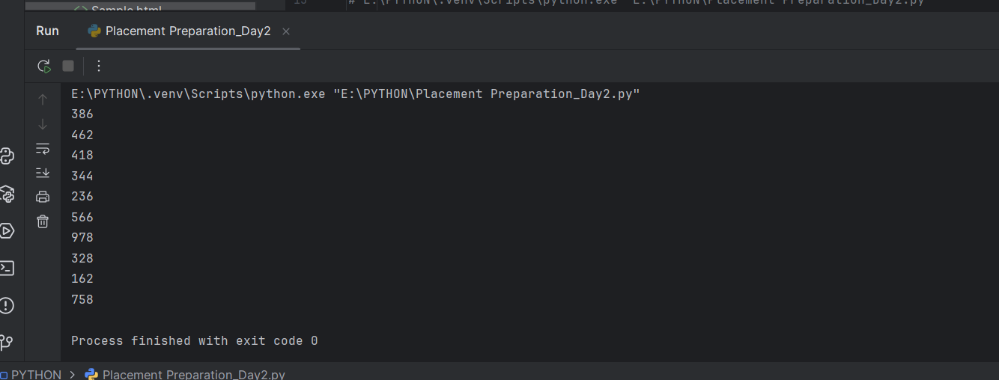 Sample.html
13 # E:\PYTHON\.venv\Scripts\python.exe "E:\PYTHON\Placement Preparation_Day2.py"
Run Placement Preparation_Day2
E:\PYTHON\.venv\Scripts\python.exe "E:\PYTHON\Placement Preparation_Day2.py"
386
462
418
344
236
566
978
328
162
758
Process finished with exit code 0
PYTHON > Placement Preparation_Day2.py